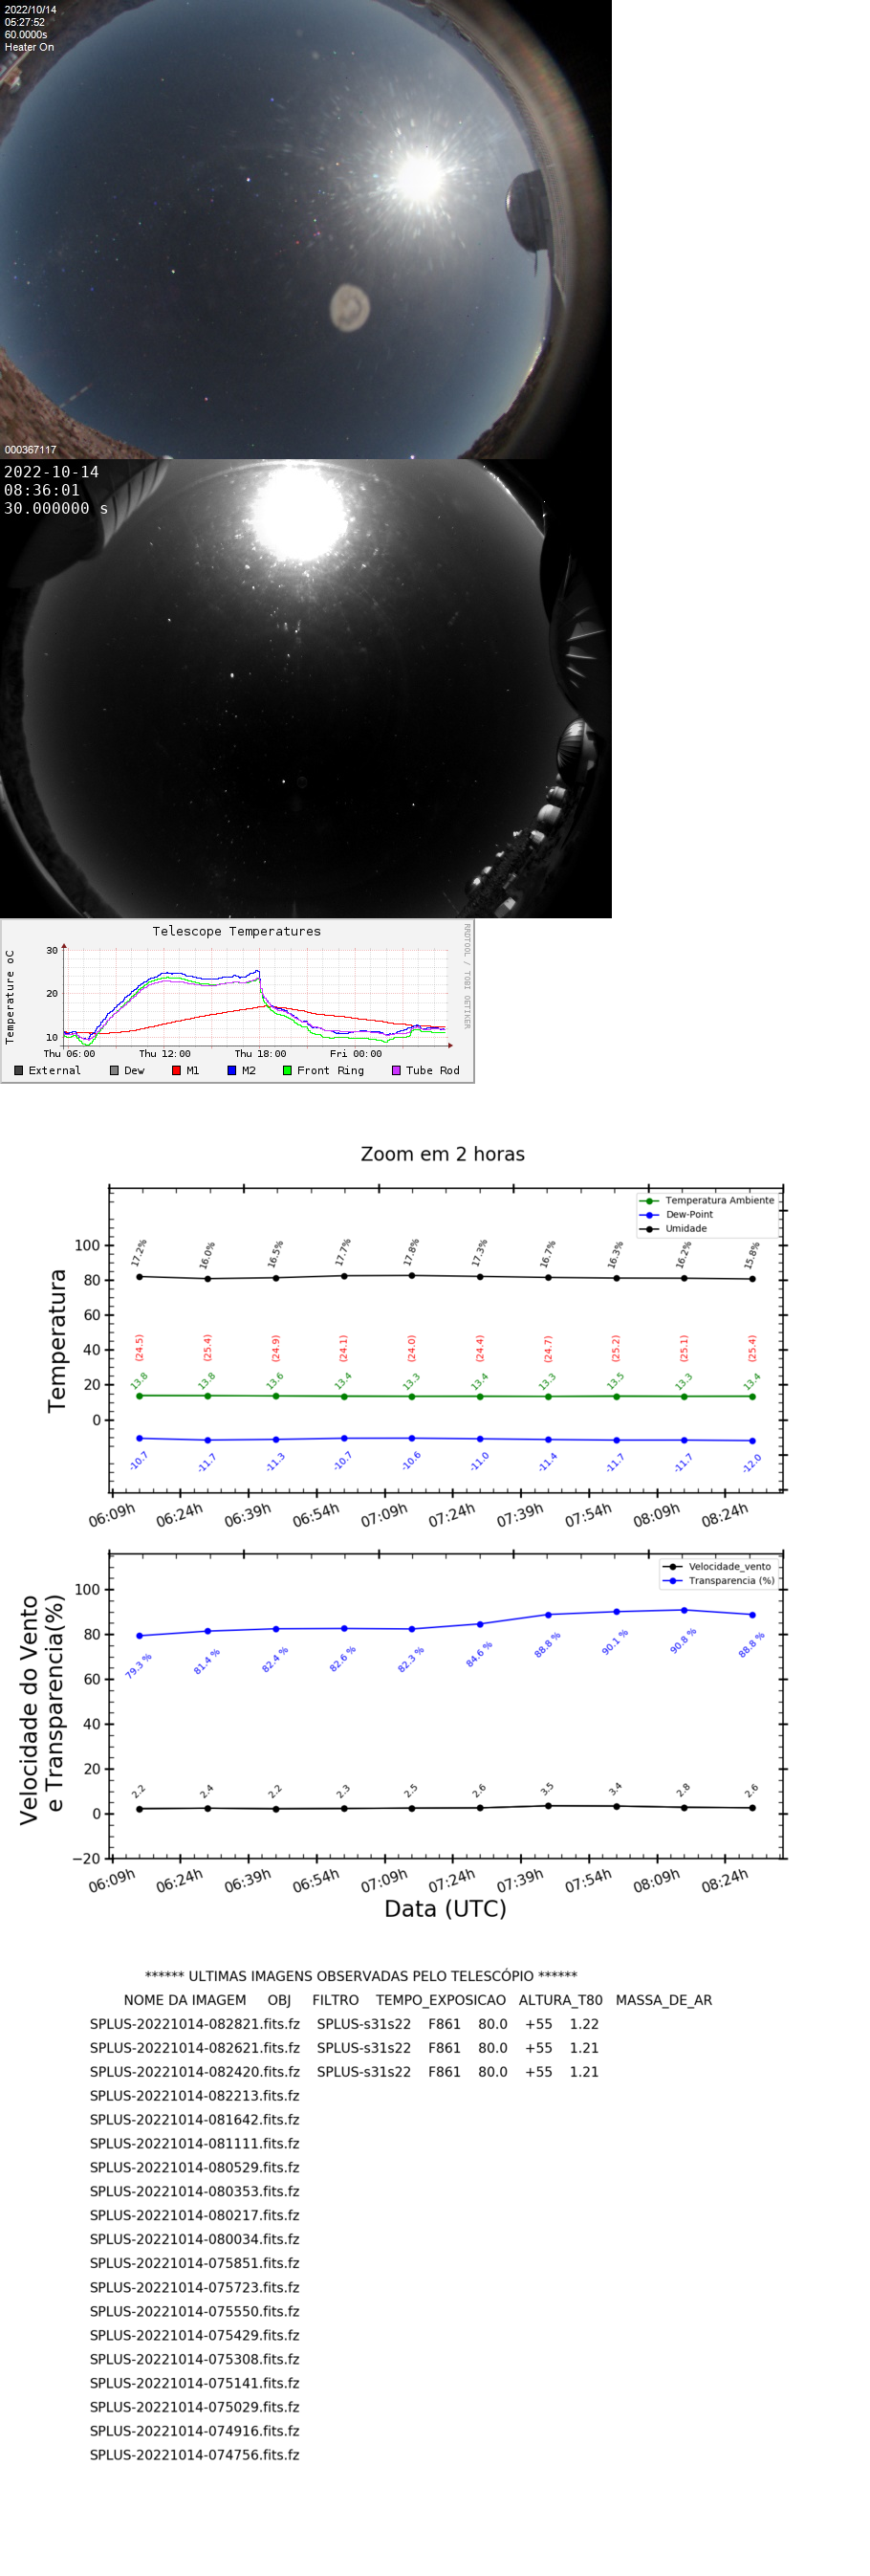 2022/10/14
05:27:52
60.0000s
Heater On
000367117
2022-10-14
08:36:01
30.000000 s
Telescope Temperatures
RRDTOOL / TOBI OETIKER
Temperature oC
30
20
10
Thu 06:00 Thu 12:00 Thu 18:00 Fri 00:00
External Dew M1 M2 Front Ring Tube Rod
Zoom em 2 horas
Temperatura Ambiente
Dew-Point
Umidade
Temperatura
100
80
60
40
20
0
17.2% 16.0% 16.5% 17.7% 17.8% 17.3% 16.7% 16.3% 16.2% 15.8%
(24.5) (25.4) (24.9) (24.1) (24.0) (24.4) (24.7) (25.2) (25.1) (25.4)
13.8 13.8 13.6 13.4 13.3 13.4 13.3 13.5 13.3 13.4
-10.7 -11.7 -11.3 -10.7 -10.6 -11.0 -11.4 -11.7 -11.7 -12.0
06:09h 06:24h 06:39h 06:54h 07:09h 07:24h 07:39h 07:54h 08:09h 08:24h
Velocidade_vento
Transparencia (%)
Velocidade do Vento
e Transparencia(%)
100
80
60
40
20
0
−20
79.3 % 81.4 % 82.4 % 82.6 % 82.3 % 84.6 % 88.8 % 90.1 % 90.8 % 88.8 %
2.2 2.4 2.2 2.3 2.5 2.6 3.5 3.4 2.8 2.6
06:09h 06:24h 06:39h 06:54h 07:09h 07:24h 07:39h 07:54h 08:09h 08:24h
Data (UTC)
****** ULTIMAS IMAGENS OBSERVADAS PELO TELESCÓPIO ******
NOME DA IMAGEM OBJ FILTRO TEMPO_EXPOSICAO ALTURA_T80 MASSA_DE_AR
SPLUS-20221014-082821.fits.fz SPLUS-s31s22 F861 80.0 +55 1.22
SPLUS-20221014-082621.fits.fz SPLUS-s31s22 F861 80.0 +55 1.21
SPLUS-20221014-082420.fits.fz SPLUS-s31s22 F861 80.0 +55 1.21
SPLUS-20221014-082213.fits.fz
SPLUS-20221014-081642.fits.fz
SPLUS-20221014-081111.fits.fz
SPLUS-20221014-080529.fits.fz
SPLUS-20221014-080353.fits.fz
SPLUS-20221014-080217.fits.fz
SPLUS-20221014-080034.fits.fz
SPLUS-20221014-075851.fits.fz
SPLUS-20221014-075723.fits.fz
SPLUS-20221014-075550.fits.fz
SPLUS-20221014-075429.fits.fz
SPLUS-20221014-075308.fits.fz
SPLUS-20221014-075141.fits.fz
SPLUS-20221014-075029.fits.fz
SPLUS-20221014-074916.fits.fz
SPLUS-20221014-074756.fits.fz